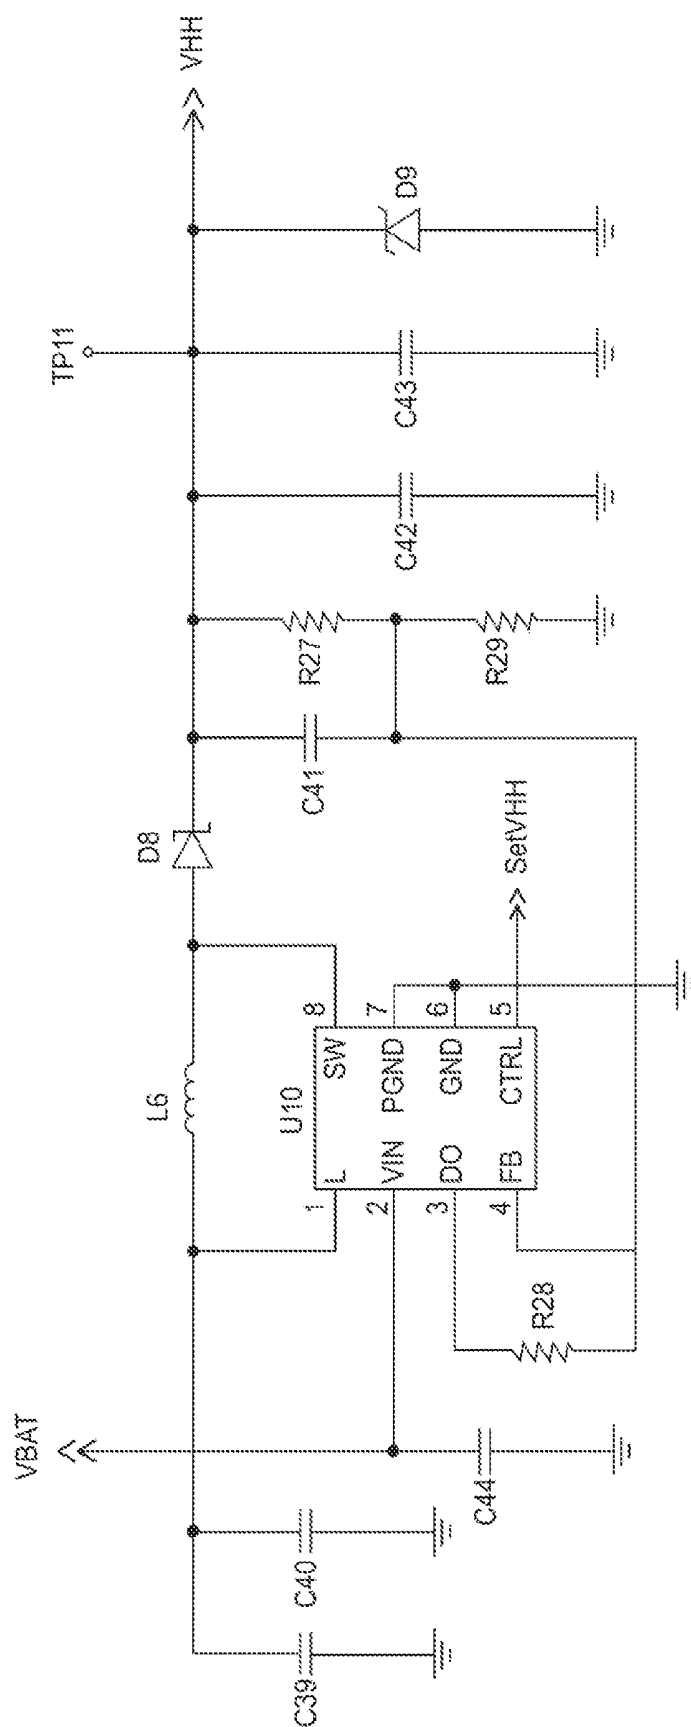 VBAT
L6
D8
TP11
VHH
C39
C40
C44
U10
1
L
2
VIN
3
DO
4
FB
SW
8
PGND
7
GND
6
CTRL
5
SetVHH
R28
C41
R27
R29
C42
C43
D9